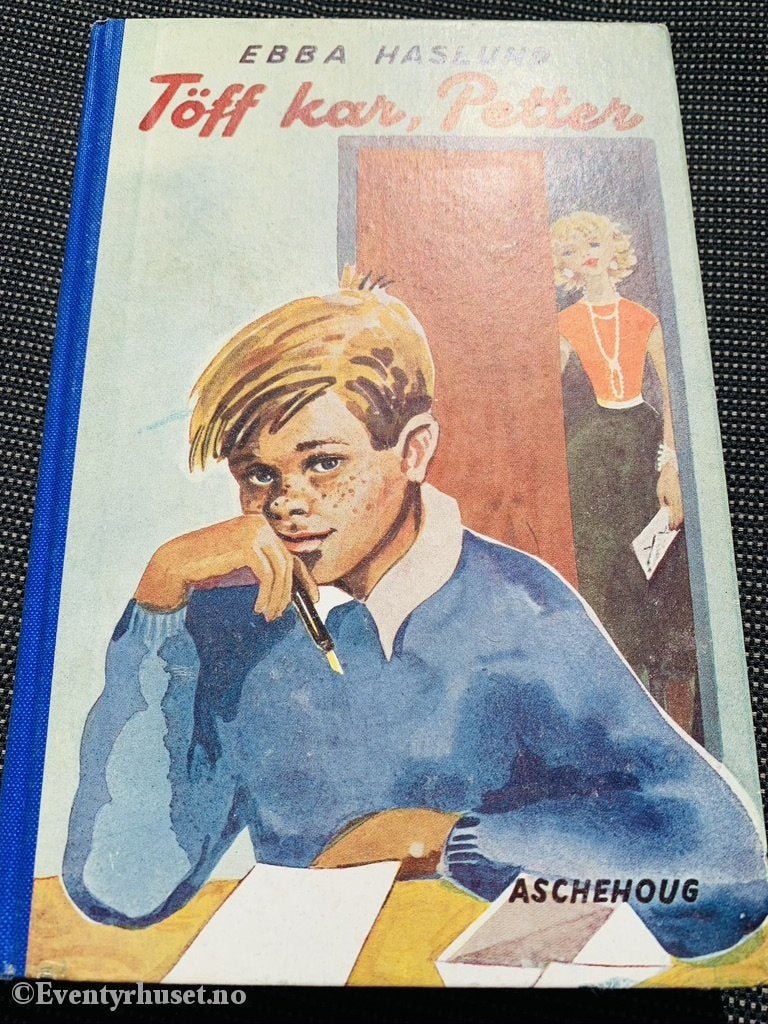 EBBA HASLUND
Töff kar, Petter
ASCHEHOUG
©Eventyrhuset.no